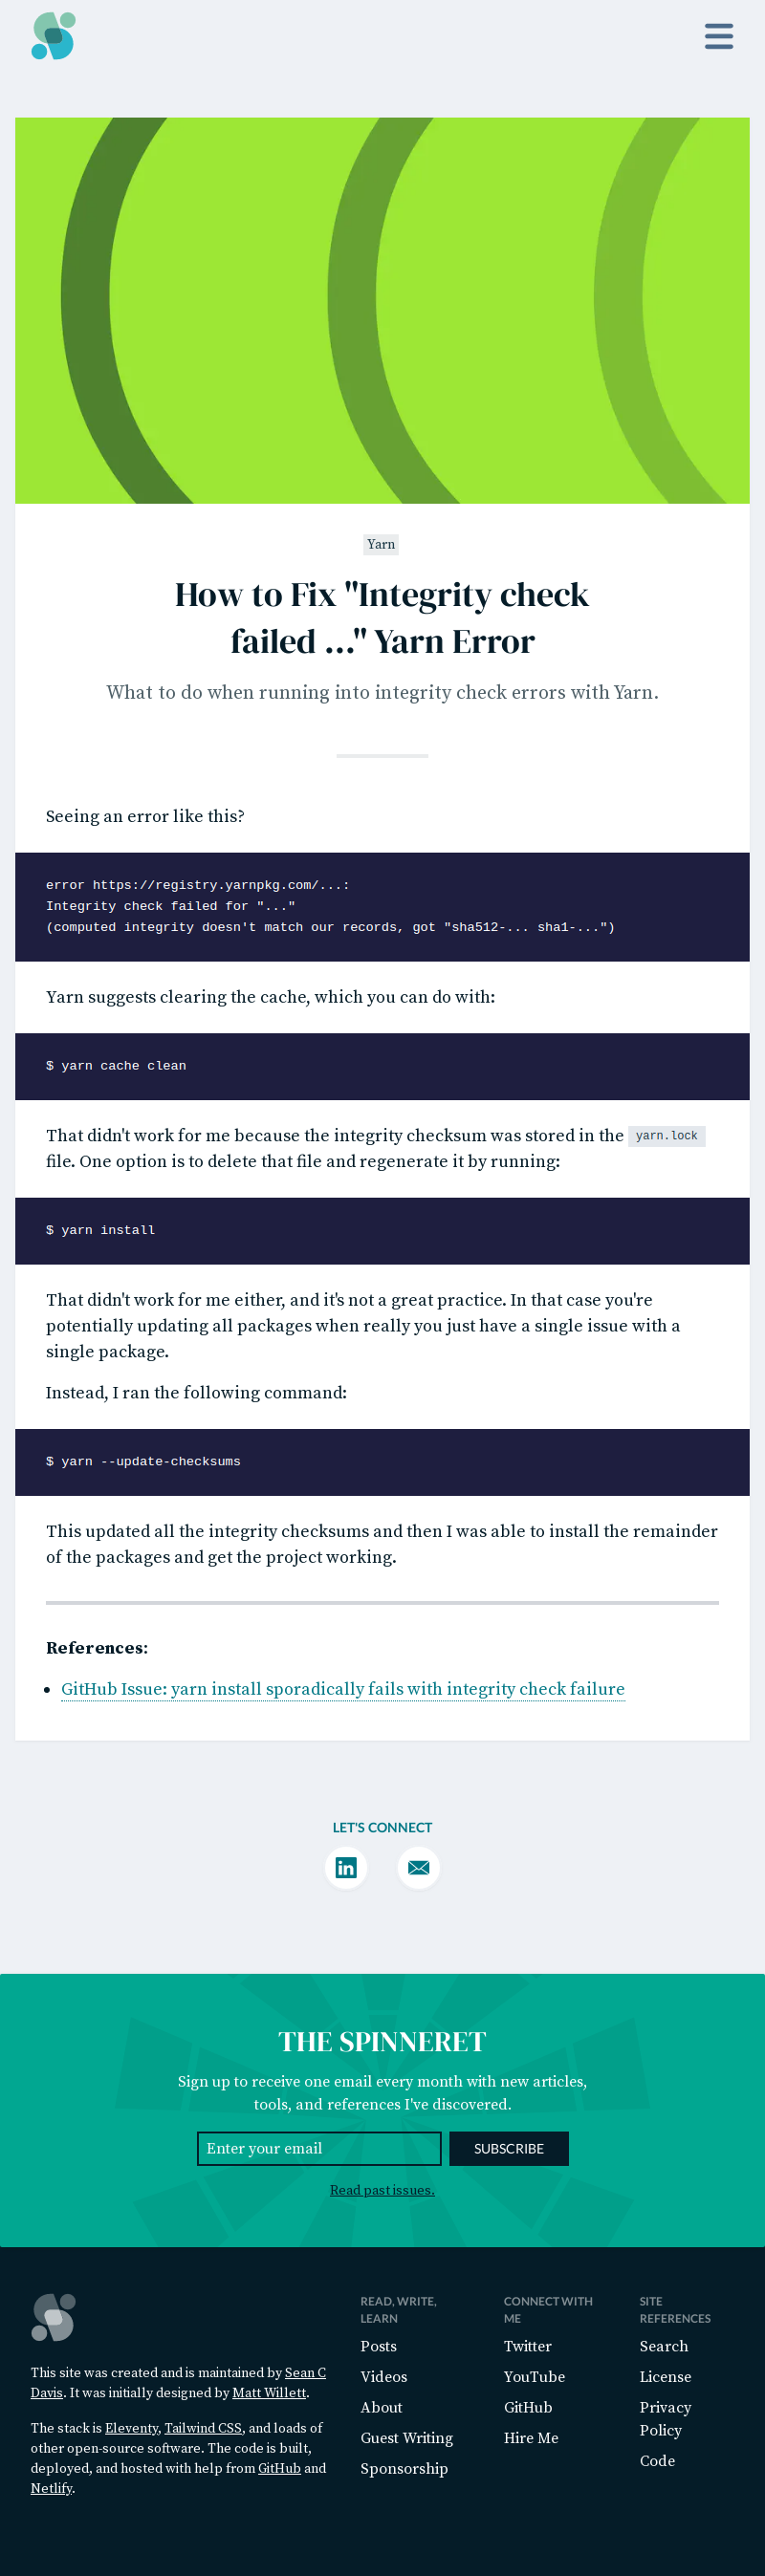 Yarn
How to Fix "Integrity check
failed ..." Yarn Error
What to do when running into integrity check errors with Yarn.
Seeing an error like this?
error https://registry.yarnpkg.com/...:
Integrity check failed for "..."
(computed integrity doesn't match our records, got "sha512-... sha1-...")
Yarn suggests clearing the cache, which you can do with:
$ yarn cache clean
That didn't work for me because the integrity checksum was stored in the yarn.lock
file. One option is to delete that file and regenerate it by running:
$ yarn install
That didn't work for me either, and it's not a great practice. In that case you're
potentially updating all packages when really you just have a single issue with a
single package.
Instead, I ran the following command:
$ yarn --update-checksums
This updated all the integrity checksums and then I was able to install the remainder
of the packages and get the project working.
References:
GitHub Issue: yarn install sporadically fails with integrity check failure
LET'S CONNECT
in
THE SPINNERET
Sign up to receive one email every month with new articles,
tools, and references I've discovered.
Enter your email
SUBSCRIBE
Read past issues.
This site was created and is maintained by Sean C
Davis. It was initially designed by Matt Willett.
The stack is Eleventy, Tailwind CSS, and loads of
other open-source software. The code is built,
deployed, and hosted with help from GitHub and
Netlify.
READ, WRITE,
LEARN
Posts
Videos
About
Guest Writing
Sponsorship
CONNECT WITH
ME
Twitter
YouTube
GitHub
Hire Me
SITE
REFERENCES
Search
License
Privacy
Policy
Code